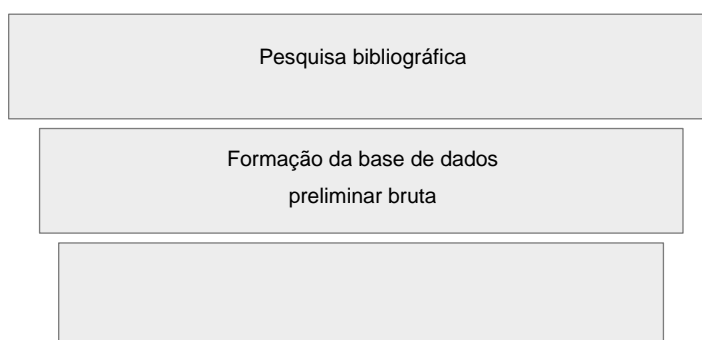 Pesquisa bibliográfica
Formação da base de dados
preliminar bruta